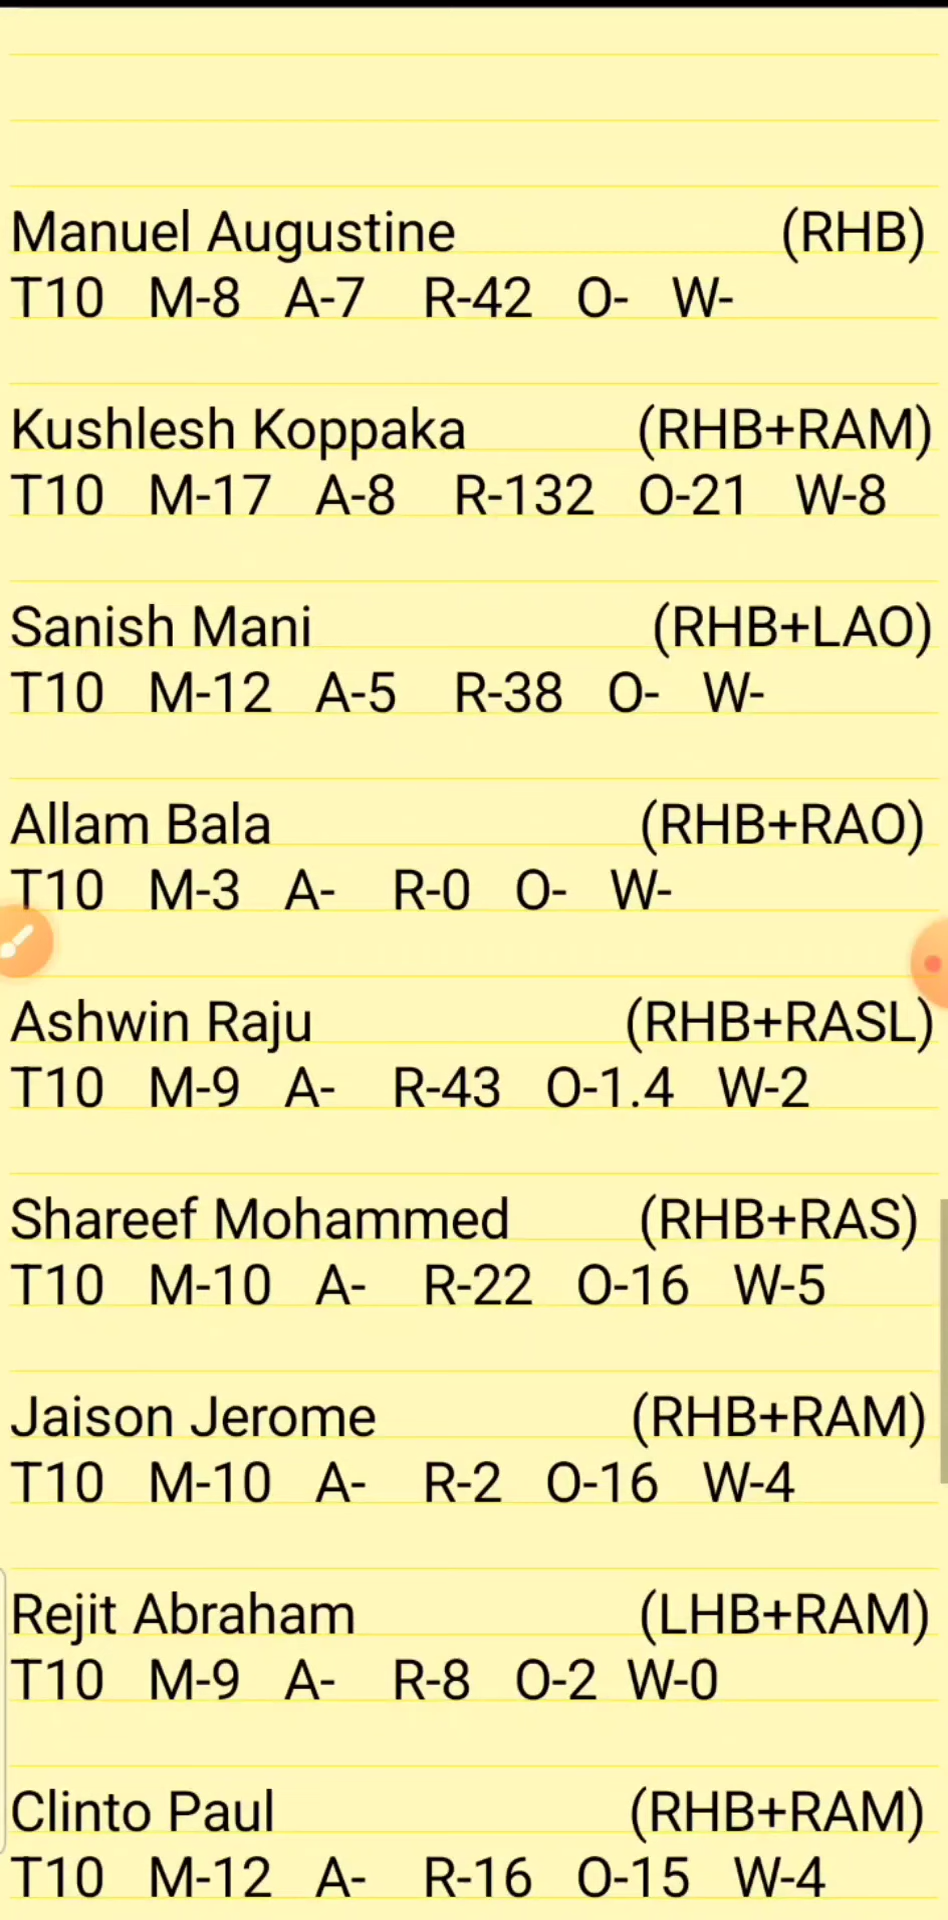 Manuel Augustine (RHB)
T10 M-8 A-7 R-42 O- W-
Kushlesh Koppaka (RHB+RAM)
T10 M-17 A-8 R-132 O-21 W-8
Sanish Mani (RHB+LAO)
T10 M-12 A-5 R-38 O- W-
Allam Bala (RHB+RAO)
T10 M-3 A- R-0 O- W-
Ashwin Raju (RHB+RASL)
T10 M-9 A- R-43 O-1.4 W-2
Shareef Mohammed (RHB+RAS)
T10 M-10 A- R-22 O-16 W-5
Jaison Jerome (RHB+RAM)
T10 M-10 A- R-2 O-16 W-4
Rejit Abraham (LHB+RAM)
T10 M-9 A- R-8 O-2 W-0
Clinto Paul (RHB+RAM)
T10 M-12 A- R-16 O-15 W-4